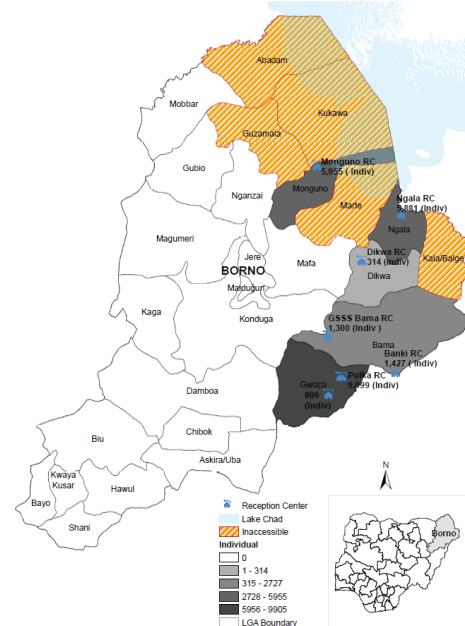 Abadam
Mobbar
Kukawa
Guzamala
Gubio
Monguno RC
5,955 ( Indiv)
Nganzai
Monguno
Ngala RC
5,881 (Indiv)
Marte
Ngala
Magumeri
Dikwa RC
314 (Indiv)
Kala/Balge
Jere
BORNO
Mafa
Dikwa
Maiduguri
Kaga
Konduga
GSSS Bama RC
1,300 (Indiv )
Bama
Banki RC
1,427 ( Indiv)
Pulka RC
9,099 (Indiv)
Gwoza
806
(Indiv)
Damboa
Chibok
Biu
Askira/Uba
Kwaya
Kusar
Hawul
Bayo
Shani
N
Reception Center
Lake Chad
Inaccessible
Individual
0
1 - 314
315 - 2727
2728 - 5955
5956 - 9905
LGA Boundary
Borno